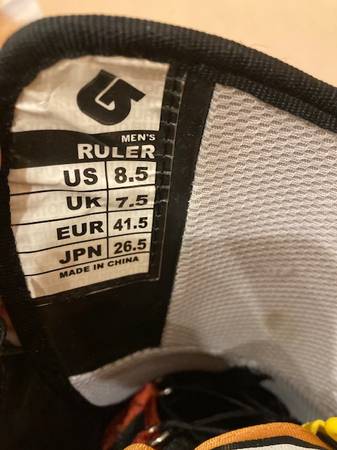 MEN'S
RULER
US 8.5
UK 7.5
EUR 41.5
JPN 26.5
MADE IN CHINA